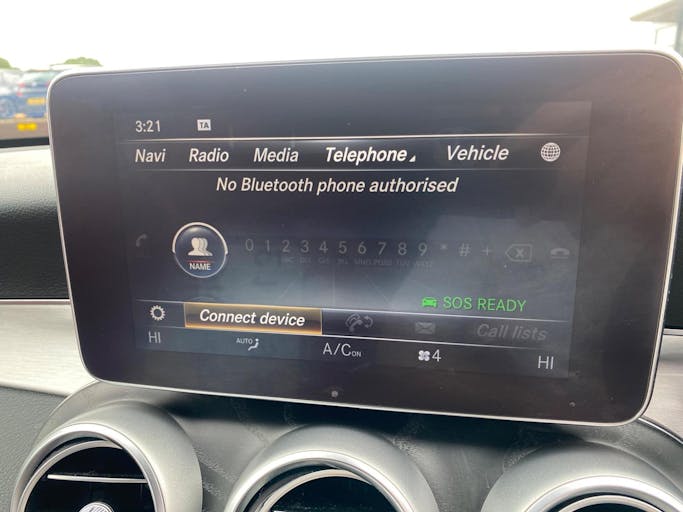 3:21 TA
Navi Radio Media Telephone Vehicle
No Bluetooth phone authorised
NAME 0 1 2 3 4 5 6 7 8 9 * # +
SOS READY
Connect device Call lists
HI AUTO A/C ON 4 HI